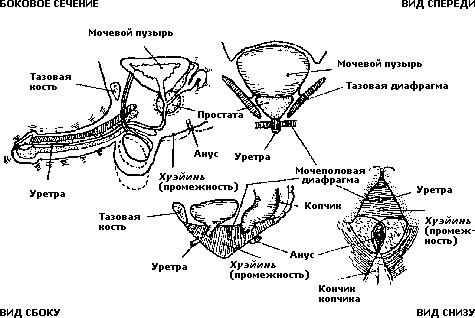 БОКОВОЕ СЕЧЕНИЕ
ВИД СПЕРЕДИ
Мочевой пузырь
Тазовая
кость
Мочевой пузырь
Тазовая диафрагма
Простата
Анус
Уретра
Уретра
Хуэйинь
(промежность)
Мочеполовая
диафрагма
Уретра
Тазовая
кость
Копчик
Хуэйинь
(промеж-
ность)
Уретра
Анус
Хуэйинь
(промежность)
Кончик
копчика
ВИД СБОКУ
ВИД СНИЗУ